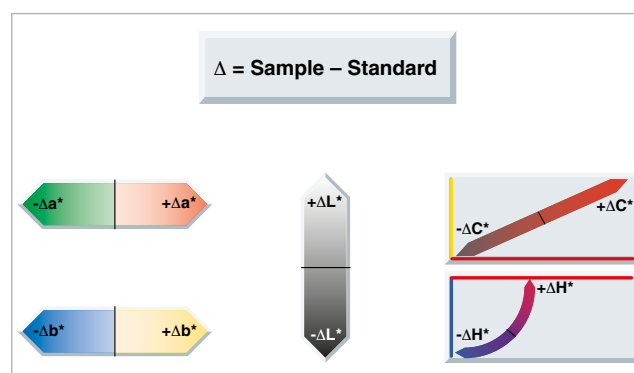 Δ = Sample – Standard
-Δa* +Δa*
-Δb* +Δb*
+ΔL*
-ΔL*
+ΔC*
-ΔC*
+ΔH*
-ΔH*